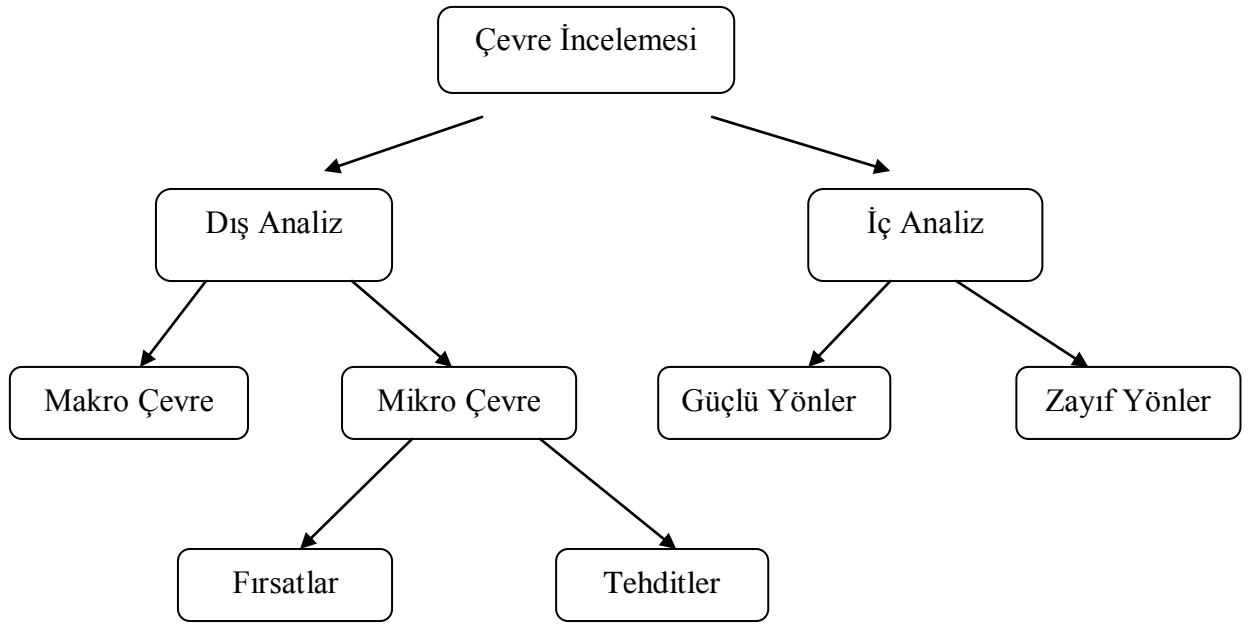 Çevre İncelemesi
Dış Analiz
İç Analiz
Makro Çevre
Mikro Çevre
Güçlü Yönler
Zayıf Yönler
Fırsatlar
Tehditler